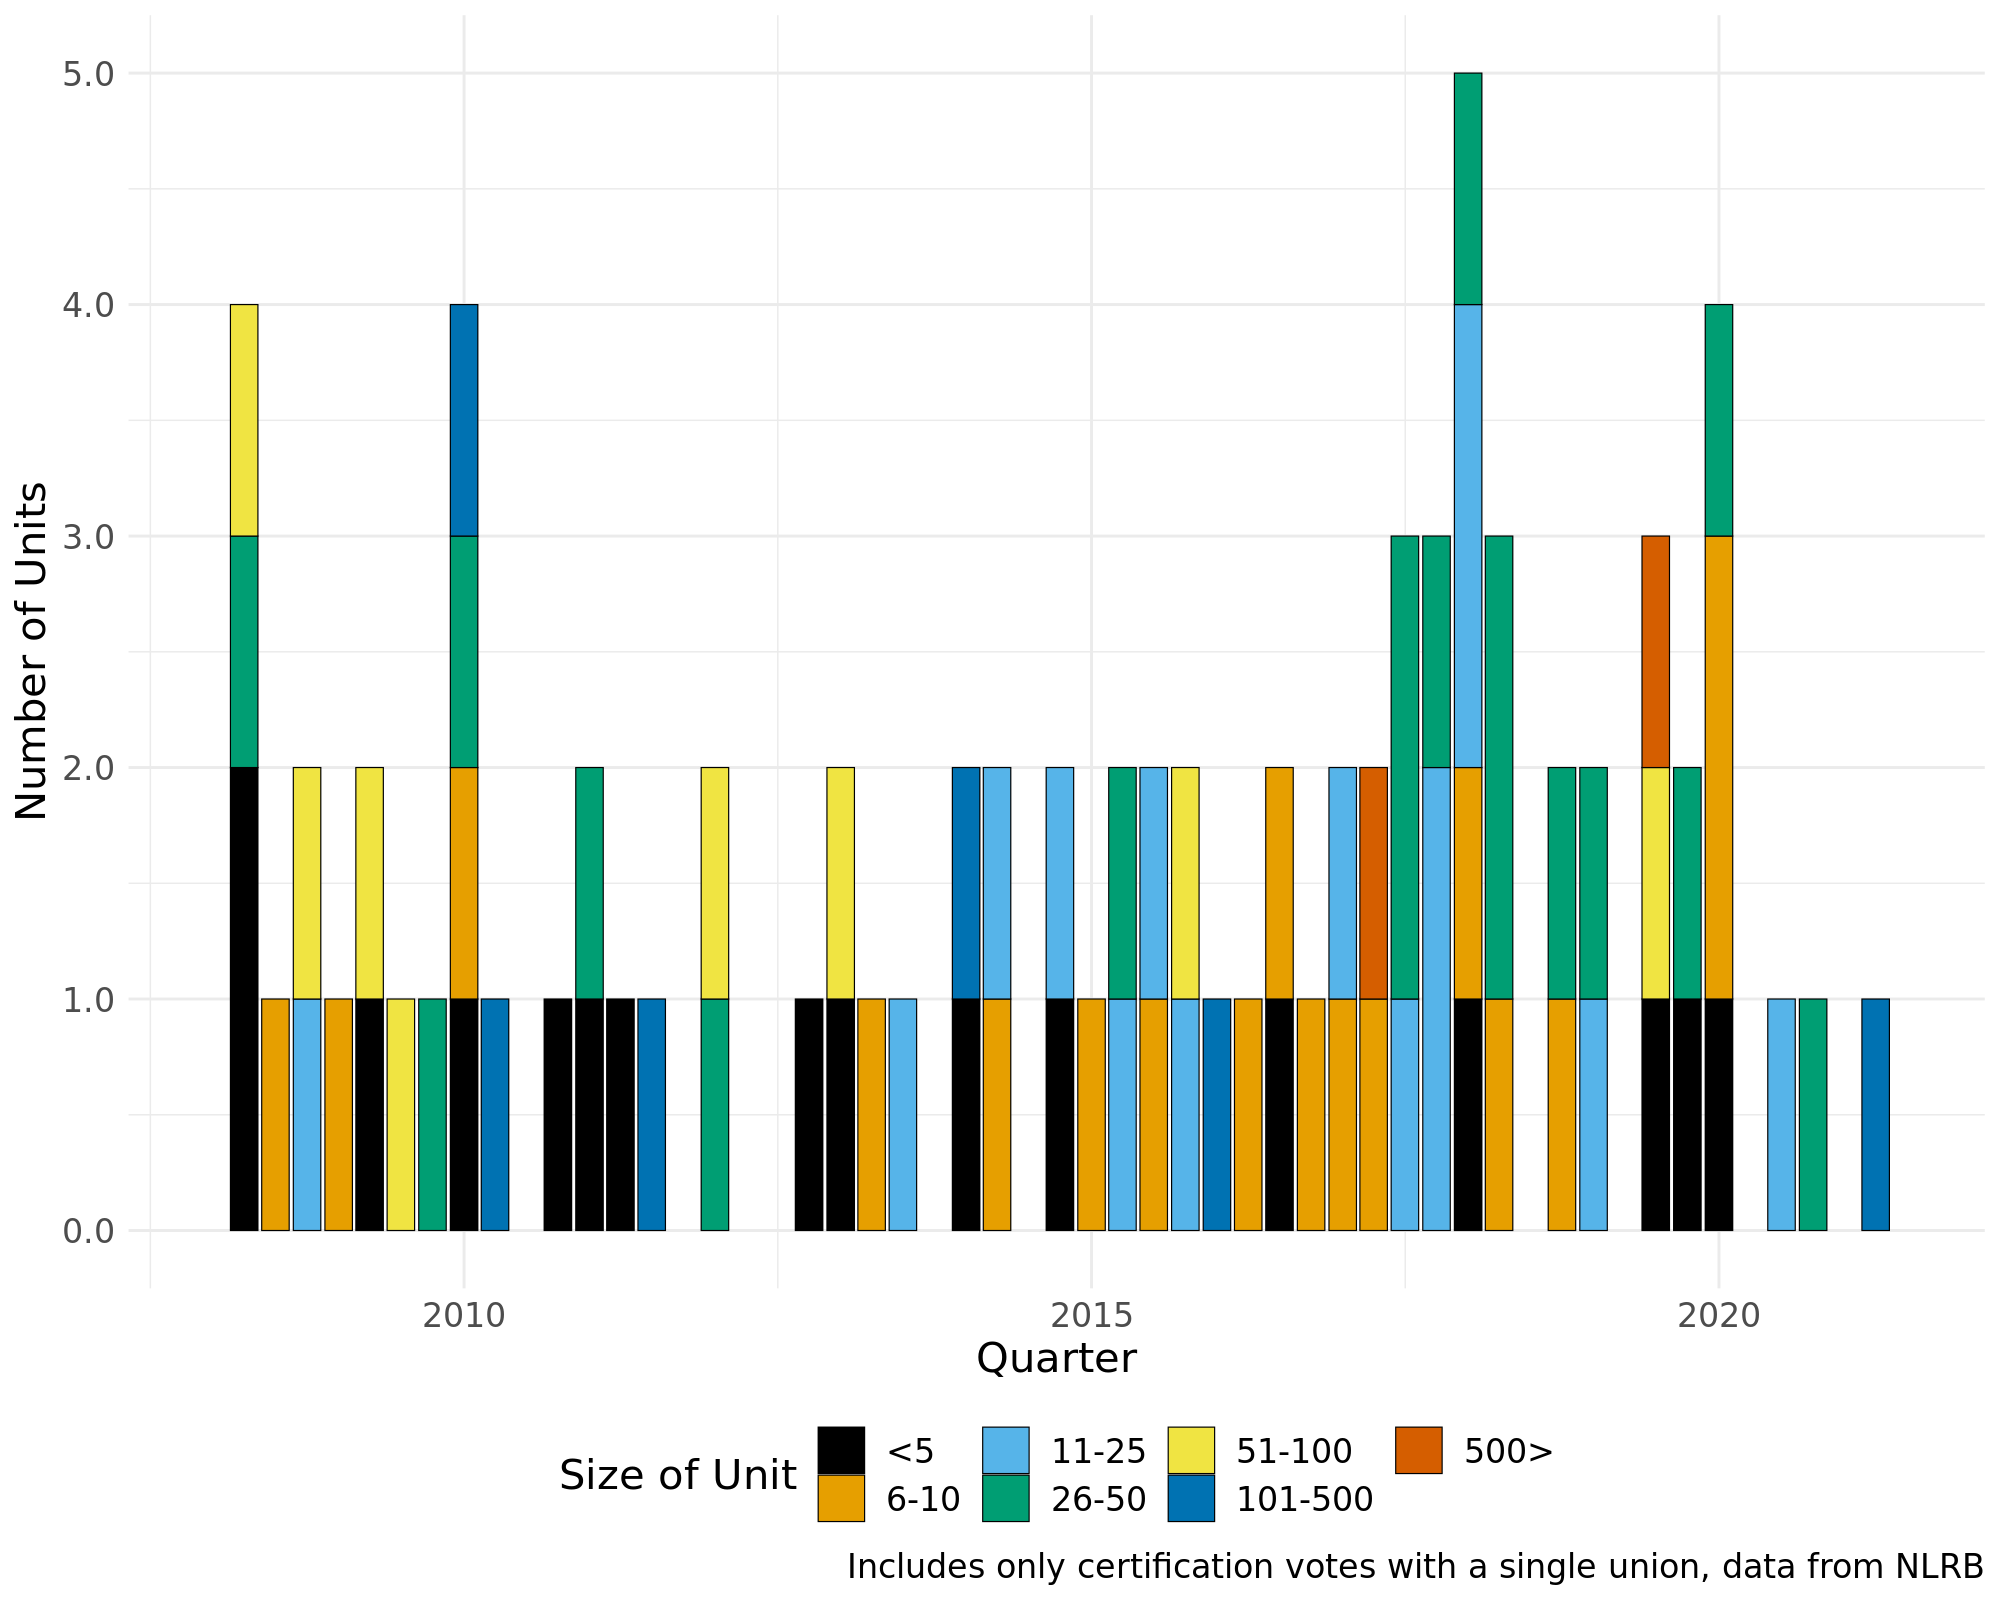 5.0
4.0
3.0
2.0
1.0
0.0
Number of Units
2010 2015 2020
Quarter
Size of Unit
<5 11-25 51-100 500>
6-10 26-50 101-500
Includes only certification votes with a single union, data from NLRB